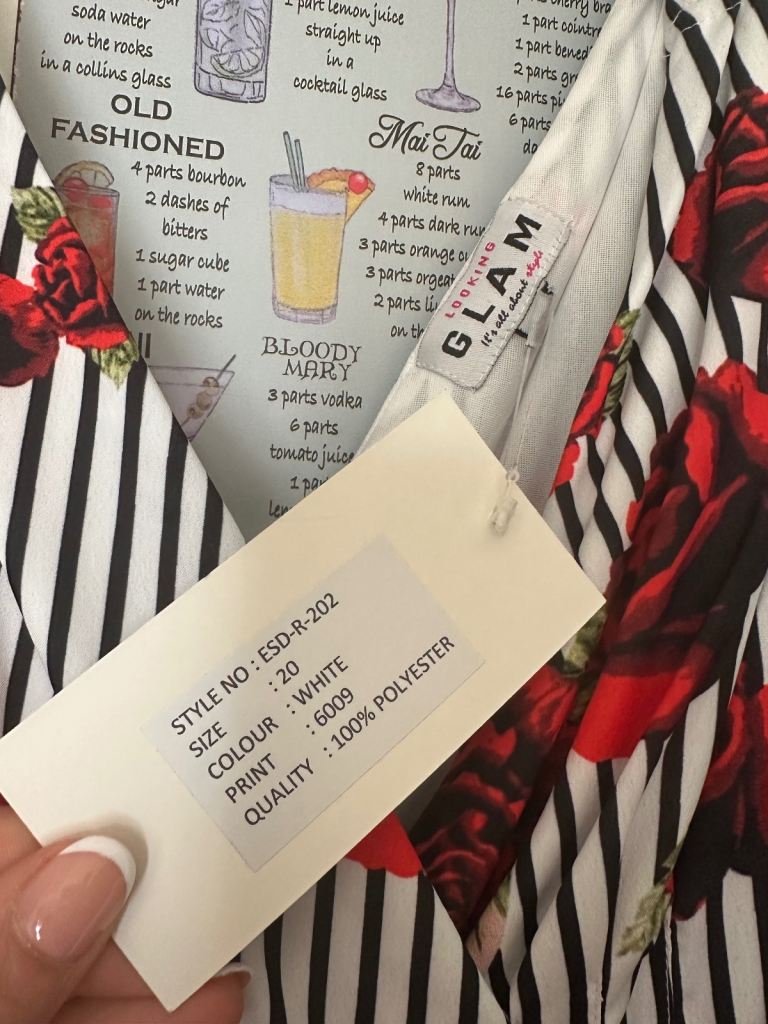 soda water
on the rocks
in a collins glass
1 part lemon juice
straight up
in a
cocktail glass
cherry
1 part
1 part
2 parts
16 parts
6 parts
OLD
FASHIONED
4 parts bourbon
2 dashes of
bitters
1 sugar cube
1 part water
on the rocks
Mai Tai
8 parts
white rum
4 parts dark rum
3 parts orange
3 parts orgeat
2 parts
on
BLOODY
MARY
3 parts vodka
6 parts
tomato juice
1
LOOKING
GLAM
It's all about style
STYLE NO : ESD-R-202
SIZE : 20
COLOUR : WHITE
PRINT : 6009
QUALITY : 100% POLYESTER